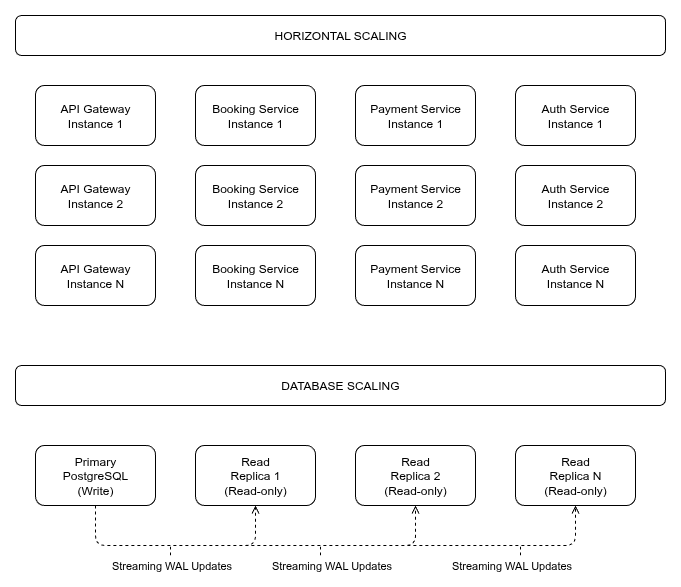 HORIZONTAL SCALING
API Gateway
Instance 1
Booking Service
Instance 1
Payment Service
Instance 1
Auth Service
Instance 1
API Gateway
Instance 2
Booking Service
Instance 2
Payment Service
Instance 2
Auth Service
Instance 2
API Gateway
Instance N
Booking Service
Instance N
Payment Service
Instance N
Auth Service
Instance N
DATABASE SCALING
Primary
PostgreSQL
(Write)
Read
Replica 1
(Read-only)
Read
Replica 2
(Read-only)
Read
Replica N
(Read-only)
Streaming WAL Updates
Streaming WAL Updates
Streaming WAL Updates